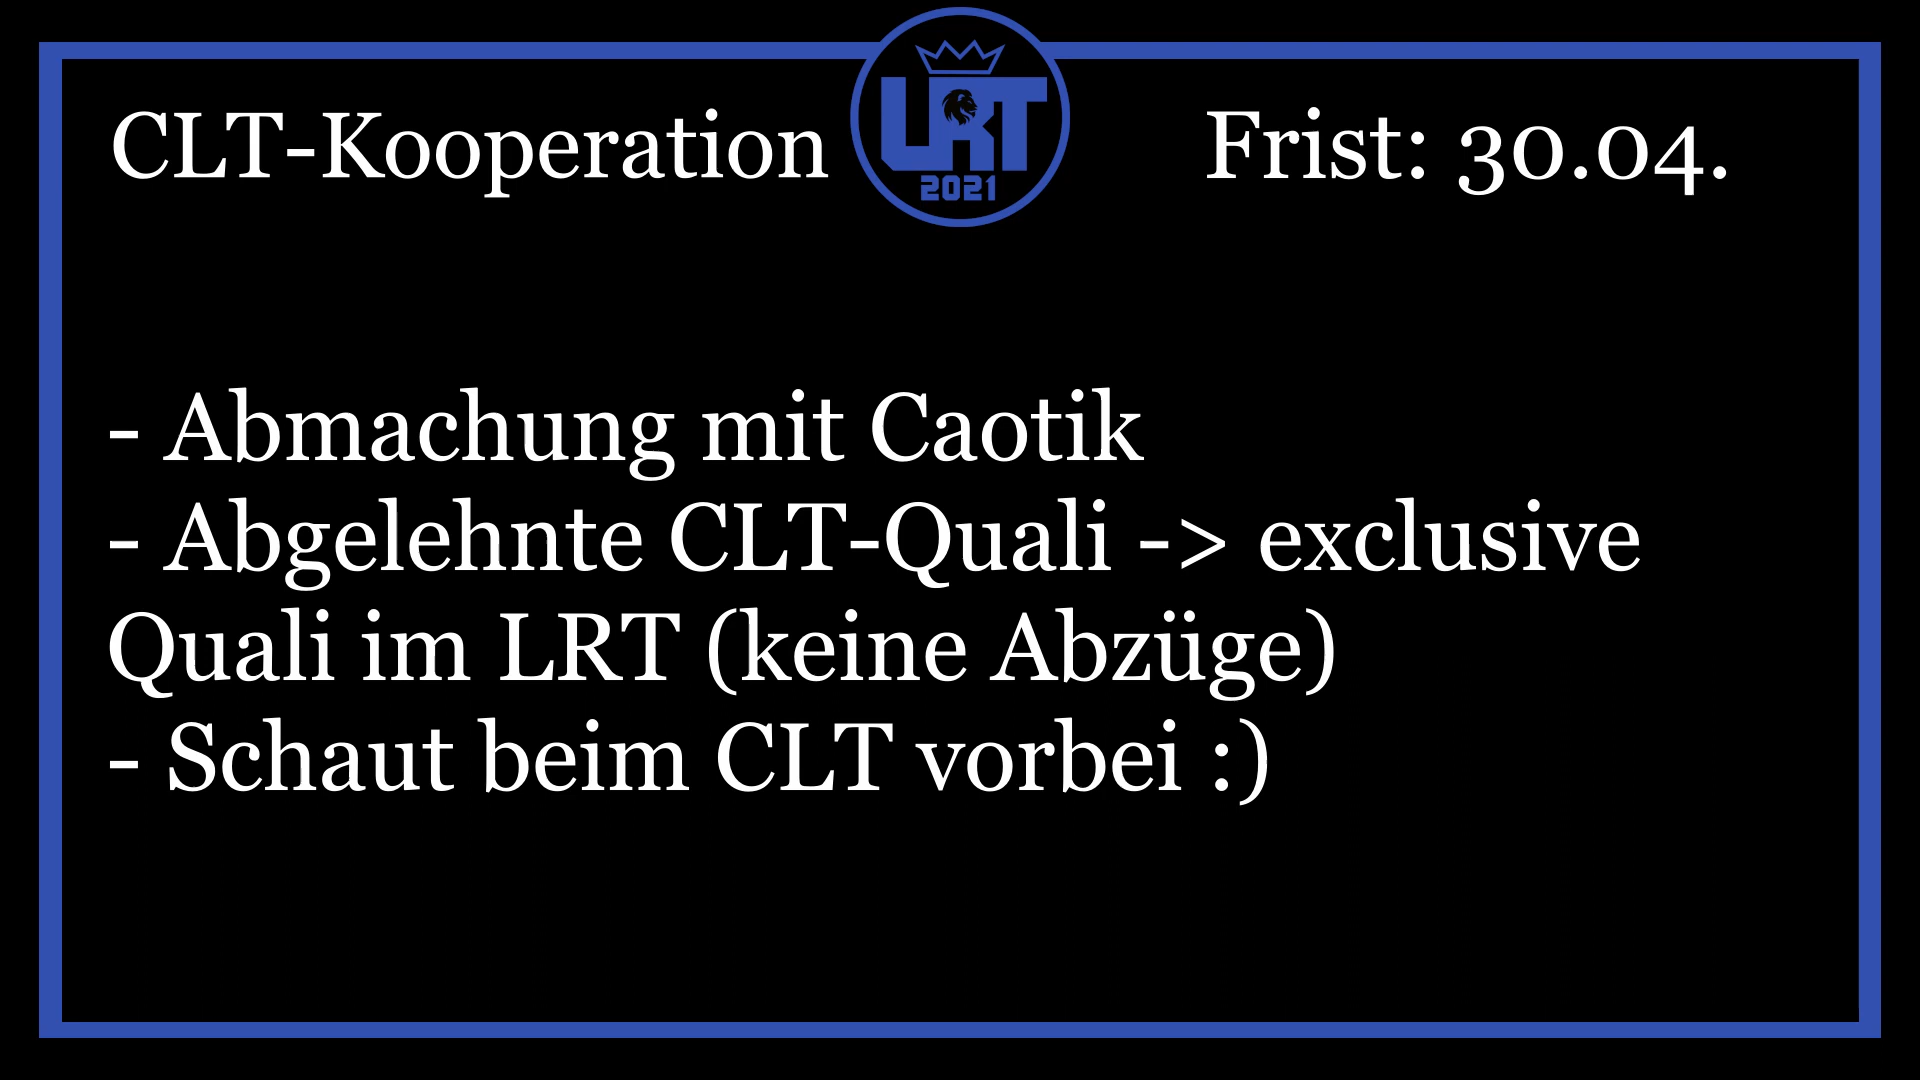 CLT-Kooperation
LRT
2021
Frist: 30.04.
- Abmachung mit Caotik
- Abgelehnte CLT-Quali -> exclusive
Quali im LRT (keine Abzüge)
- Schaut beim CLT vorbei :)